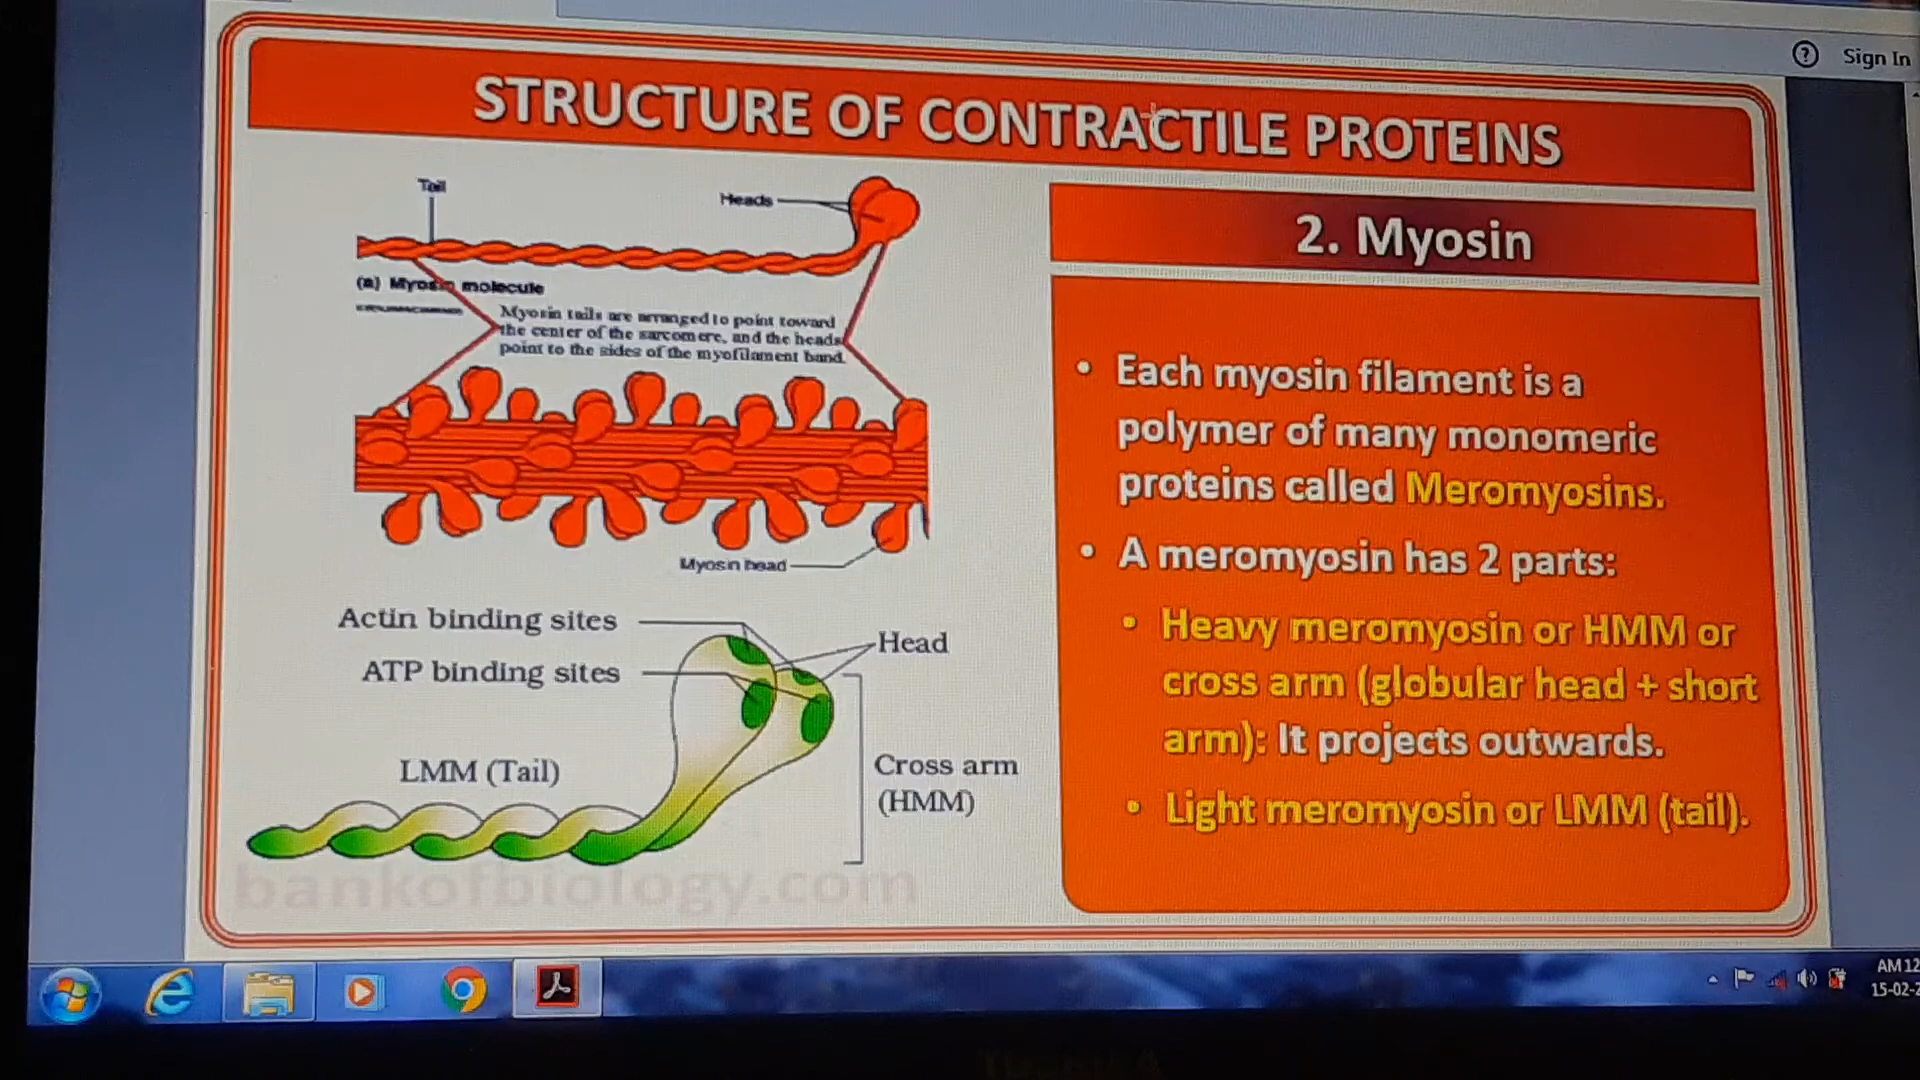 Sign In
STRUCTURE OF CONTRACTILE PROTEINS
Tail
Heads
(a) Myosin molecule
Myosin tails are arranged to point toward
the center of the sarcomere, and the heads
point to the sides of the myofilament band.
Myosin head
Actin binding sites
ATP binding sites
Head
LMM (Tail)
Cross arm
(HMM)
bankofbiology.com
2. Myosin
• Each myosin filament is a
polymer of many monomeric
proteins called Meromyosins.
• A meromyosin has 2 parts:
• Heavy meromyosin or HMM or
cross arm (globular head + short
arm): It projects outwards.
• Light meromyosin or LMM (tail).
AM 12
15-02-2